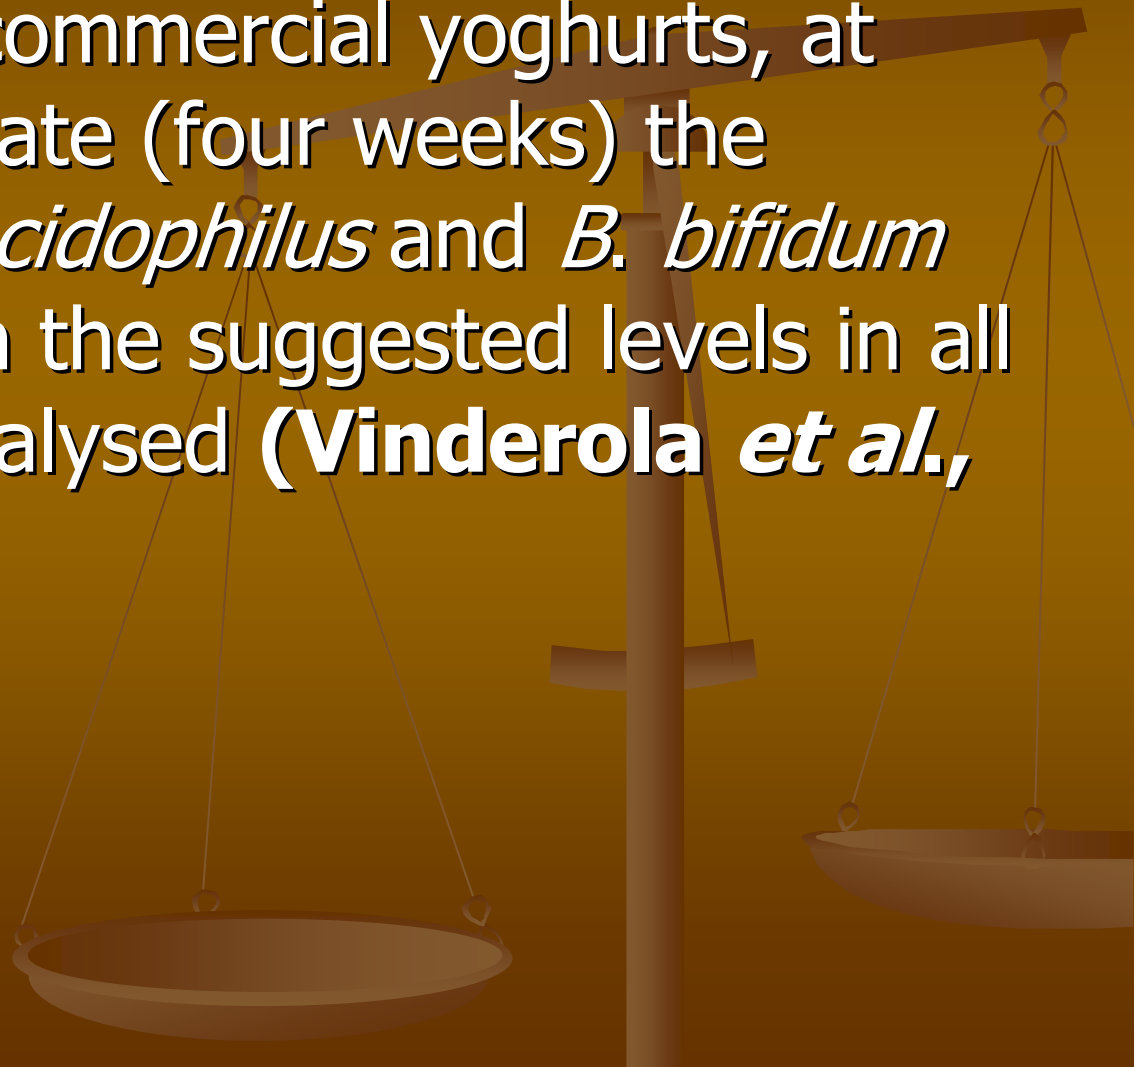 commercial yoghurts, at
ate (four weeks) the
cidophilus and B. bifidum
the suggested levels in all
alysed (Vinderola et al.,